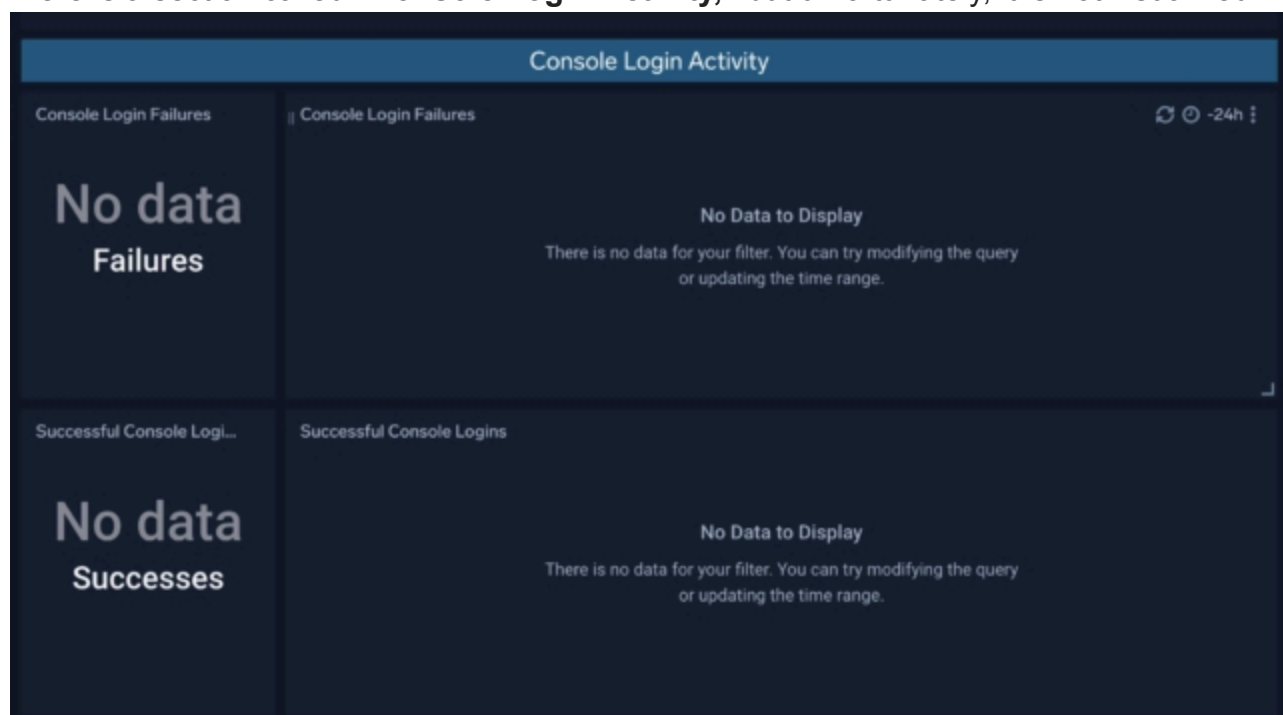 Console Login Activity
Console Login Failures
No data
Failures
Console Login Failures
-24h
No Data to Display
There is no data for your filter. You can try modifying the query
or updating the time range.
Successful Console Logi...
No data
Successes
Successful Console Logins
No Data to Display
There is no data for your filter. You can try modifying the query
or updating the time range.